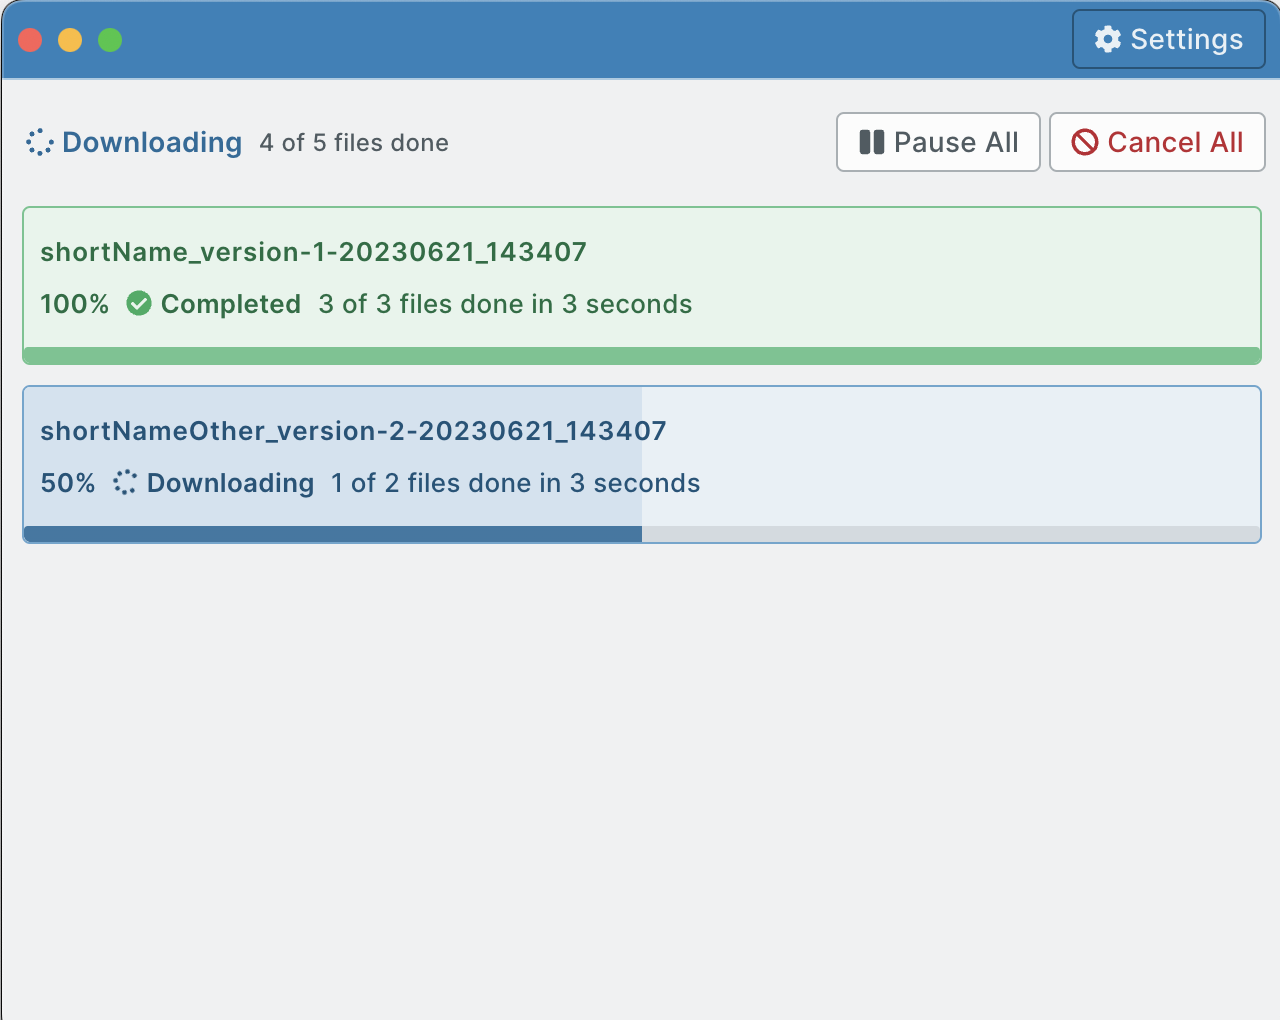 Settings
Downloading 4 of 5 files done Pause All Cancel All
shortName_version-1-20230621_143407
100% Completed 3 of 3 files done in 3 seconds
shortNameOther_version-2-20230621_143407
50% Downloading 1 of 2 files done in 3 seconds